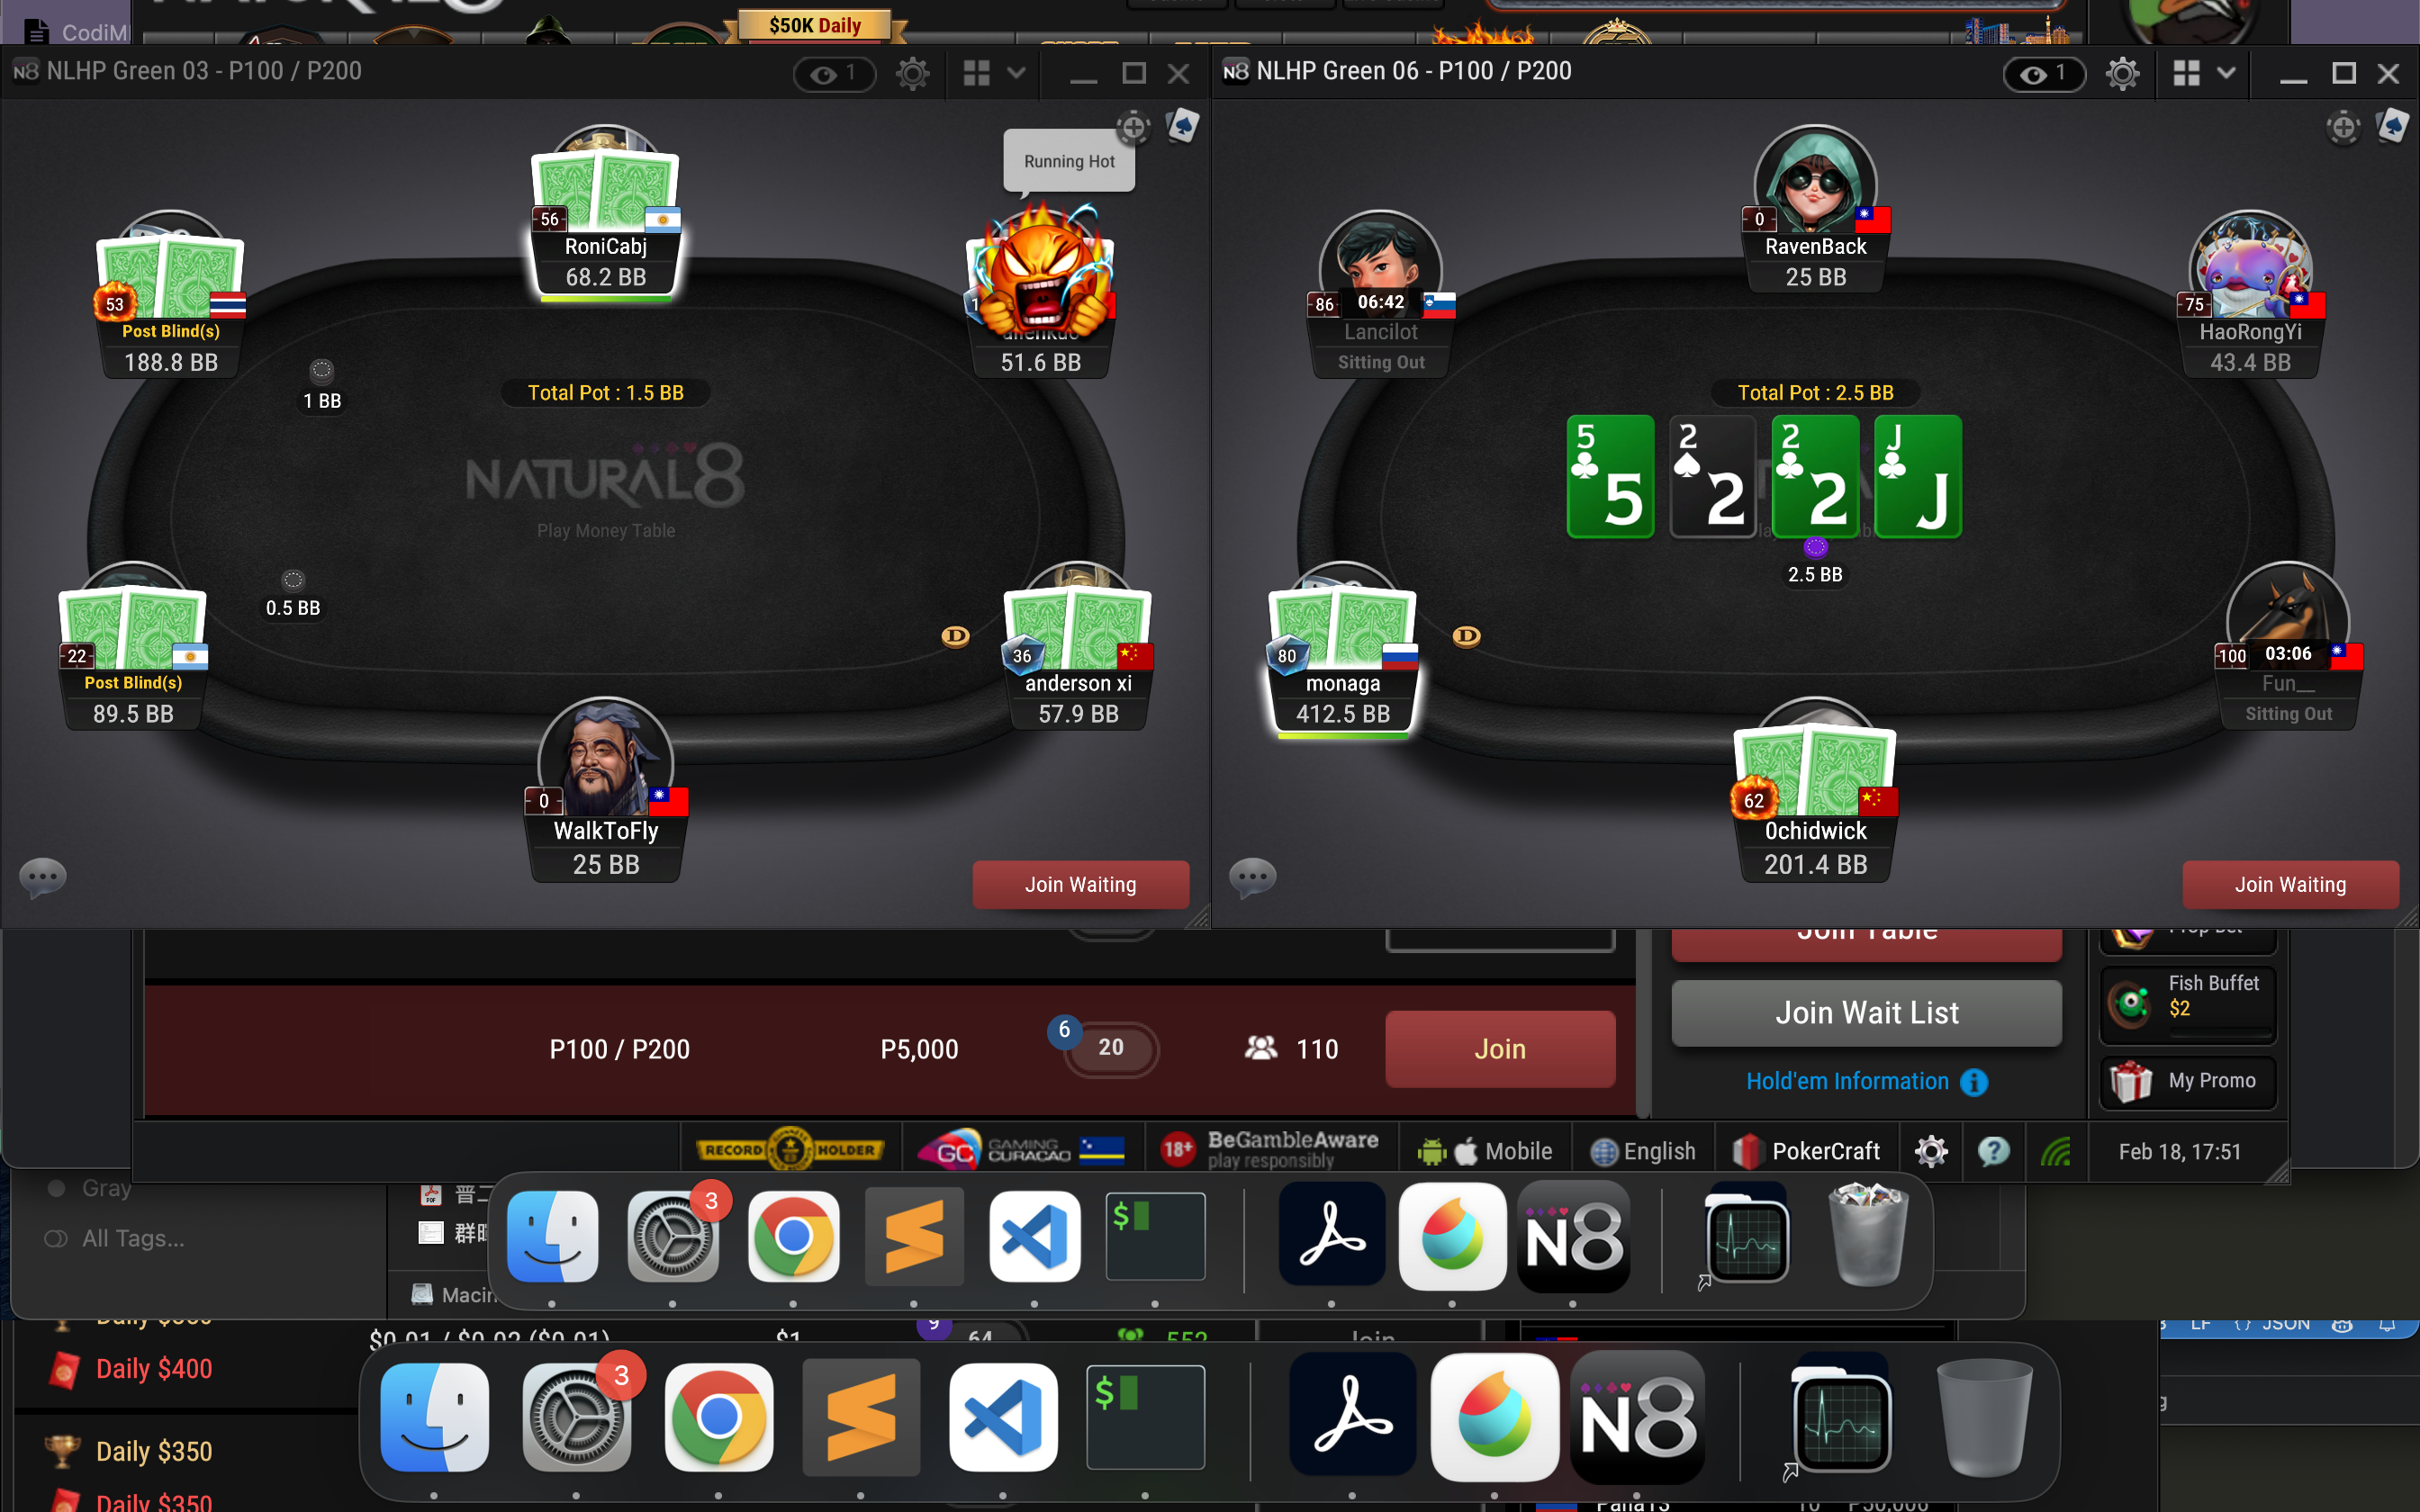 CodiM
NATURAL8
$50K Daily
N8 NLHP Green 03 - P100 / P200
1
Running Hot
56
RoniCabj
68.2 BB
53
Post Blind(s)
188.8 BB
51.6 BB
1 BB
Total Pot : 1.5 BB
NATURAL8
Play Money Table
0.5 BB
D
22
Post Blind(s)
89.5 BB
36
anderson xi
57.9 BB
0
WalkToFly
25 BB
Join Waiting
N8 NLHP Green 06 - P100 / P200
1
0
RavenBack
25 BB
86
06:42
Lancilot
Sitting Out
75
HaoRongYi
43.4 BB
Total Pot : 2.5 BB
5 5
2 2
2 2
J J
2.5 BB
80
monaga
412.5 BB
D
100
03:06
Fun__
Sitting Out
62
0chidwick
201.4 BB
Join Waiting
Join Table
Prop Bet
P100 / P200
P5,000
6
20
110
Join
Join Wait List
Hold'em Information
Fish Buffet
$2
My Promo
RECORD HOLDER
GC GAMING CURACAO
18+ BeGambleAware
play responsibly
Mobile
English
PokerCraft
Feb 18, 17:51
Gray
All Tags...
Macin
3
$
N8
$0.01 / $0.02 ($0.01)
$1
9
64
552
Join
LF
{} JSON
Daily $400
Daily $350
Daily $350
3
$
N8
10
P50,000